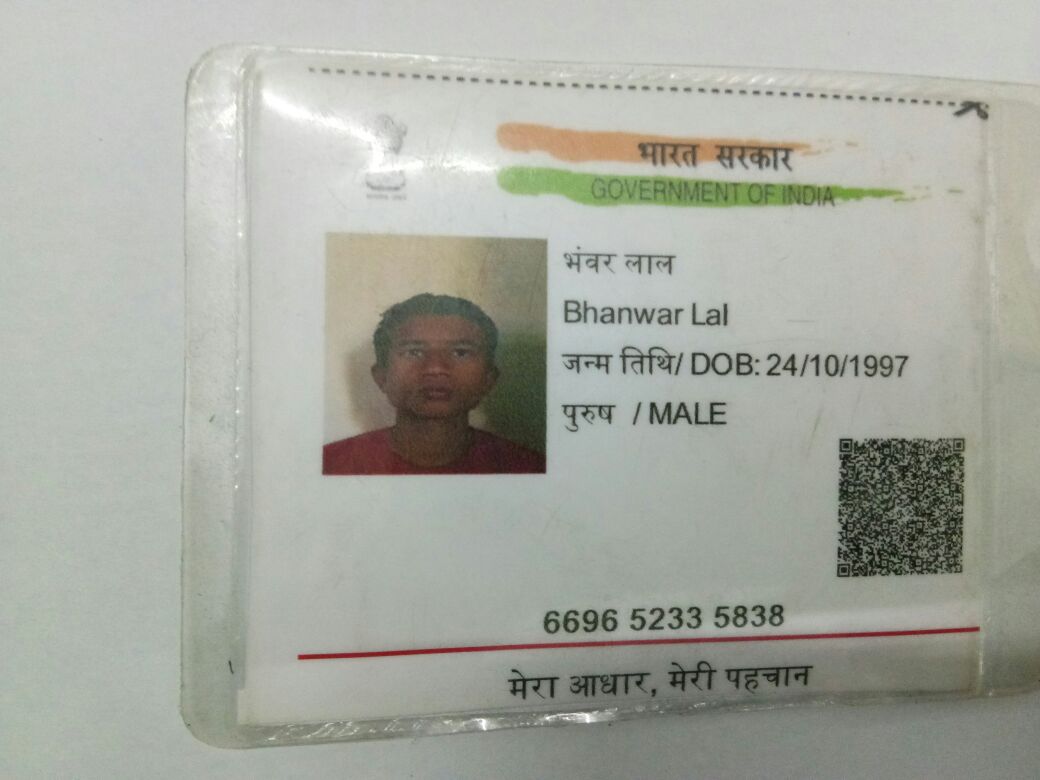 भारत सरकार
GOVERNMENT OF INDIA
भंवर लाल
Bhanwar Lal
जन्म तिथि/ DOB: 24/10/1997
पुरुष / MALE
6696 5233 5838
मेरा आधार, मेरी पहचान